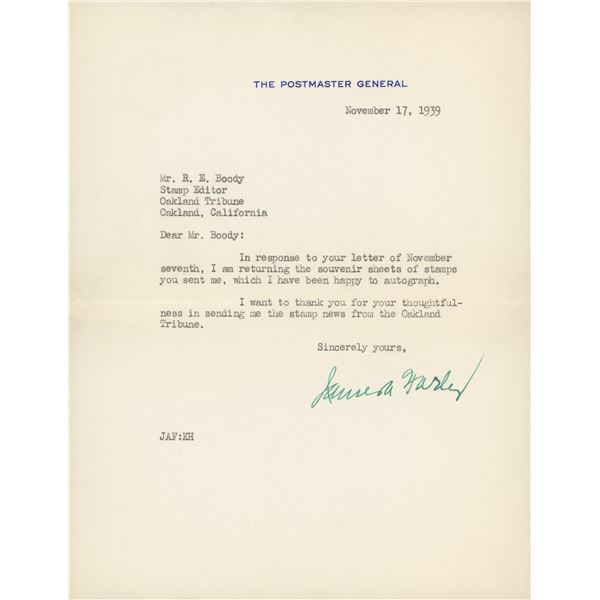 THE POSTMASTER GENERAL
November 17, 1939
Mr. R. E. Boody
Stamp Editor
Oakland Tribune
Oakland, California
Dear Mr. Boody:
In response to your letter of November
seventh, I am returning the souvenir sheets of stamps
you sent me, which I have been happy to autograph.
I want to thank you for your thoughtful-
ness in sending me the stamp news from the Oakland
Tribune.
Sincerely yours,
James A Farley
JAF:KH